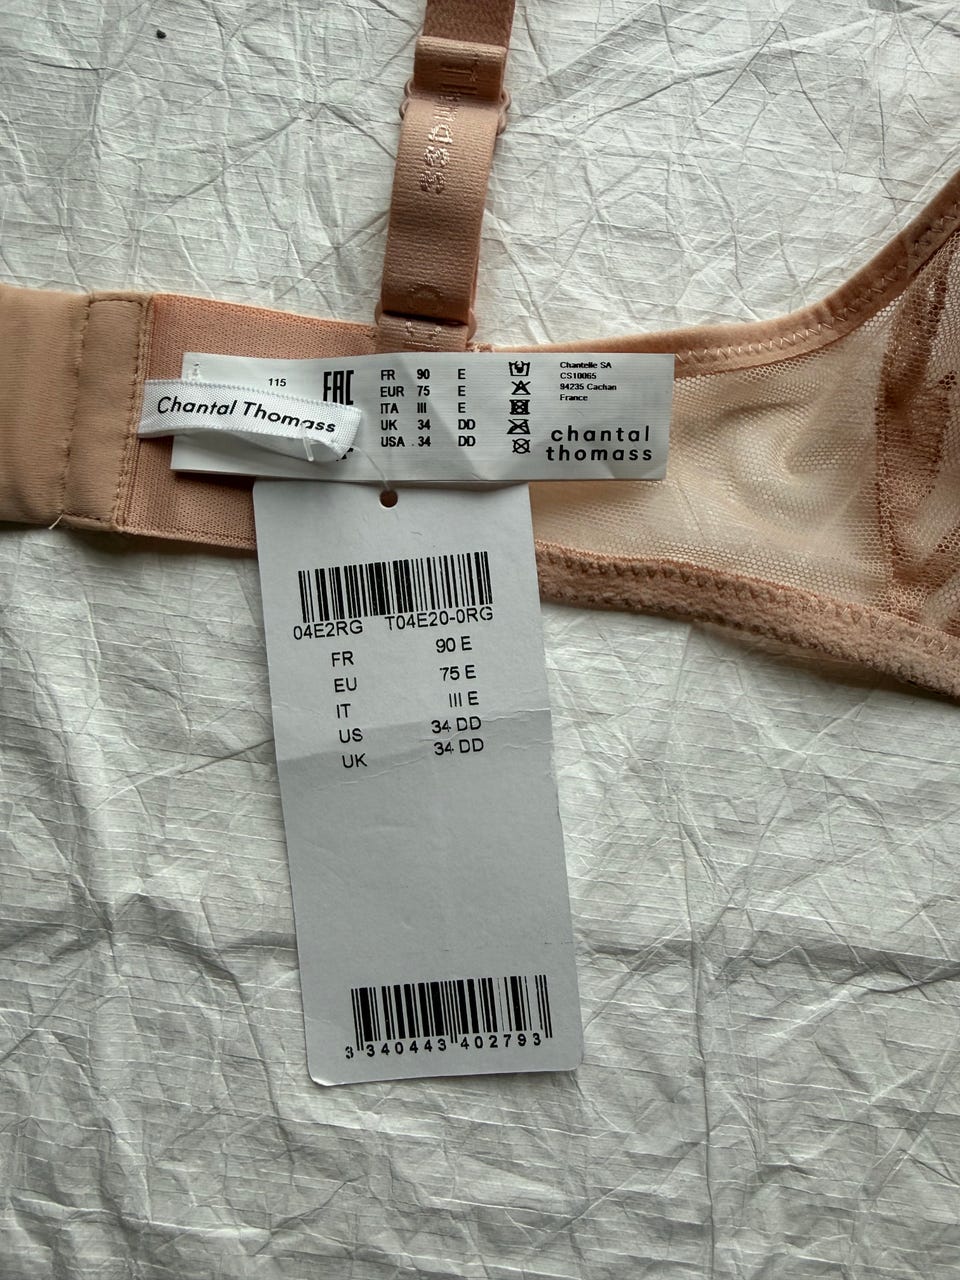 Thomass
115
EAC
Chantal Thomass
FR 90 E
EUR 75 E
ITA III E
UK 34 DD
USA 34 DD
Chantelle SA
CS10065
94235 Cachan
France
chantal
thomass
04E2RG T04E20-0RG
FR 90 E
EU 75 E
IT III E
US 34 DD
UK 34 DD
3 340443 402793